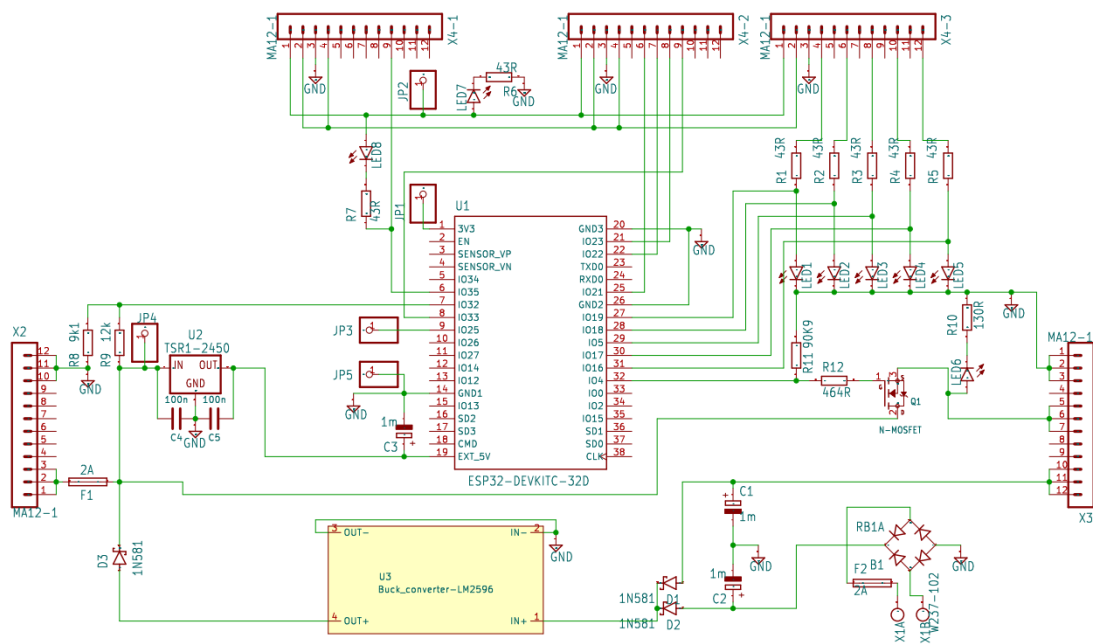 MA12-1
1 2 3 4 5 6 7 8 9 10 11 12
X4-1
MA12-1
1 2 3 4 5 6 7 8 9 10 11 12
X4-2
MA12-1
1 2 3 4 5 6 7 8 9 10 11 12
X4-3
GND
GND
GND
JP2
1
LED7
43R
R6
GND
LED8
R7
43R
JP1
1
R1
43R
R2
43R
R3
43R
R4
43R
R5
43R
U1
1 3V3
2 EN
3 SENSOR_VP
4 SENSOR_VN
5 IO34
6 IO35
7 IO32
8 IO33
9 IO25
10 IO26
11 IO27
12 IO14
13 IO12
14 GND1
15 IO13
16 SD2
17 SD3
18 CMD
19 EXT_5V
GND3 20
IO23 21
IO22 22
TXD0 23
RXD0 24
IO21 25
GND2 26
IO19 27
IO18 28
IO5 29
IO17 30
IO16 31
IO4 32
IO0 33
IO2 34
IO15 35
SD1 36
SD0 37
CLK 38
ESP32-DEVKITC-32D
GND
LED1
LED2
LED3
LED4
LED5
GND
R10
130R
LED6
R11
90K9
R12
464R
G
1
3
2
D
Q1
N-MOSFET
X2
12
11
10
9
8
7
6
5
4
3
2
1
MA12-1
R8
9k1
R9
12k
GND
JP4
1
U2
TSR1-2450
IN
OUT
GND
100n
100n
C4
C5
GND
JP3
1
JP5
1
GND
1m
C3
+
2A
F1
D3
1N581
3 OUT-
IN- 2
U3
Buck_converter-LM2596
4 OUT+
IN+ 1
GND
+
C1
1m
GND
1m
C2
+
1N581
D1
1N581
D2
RB1A
B1
GND
F2
2A
X1A
X1B
W237-102
1
2
3
4
5
6
7
8
9
10
11
12
MA12-1
X3